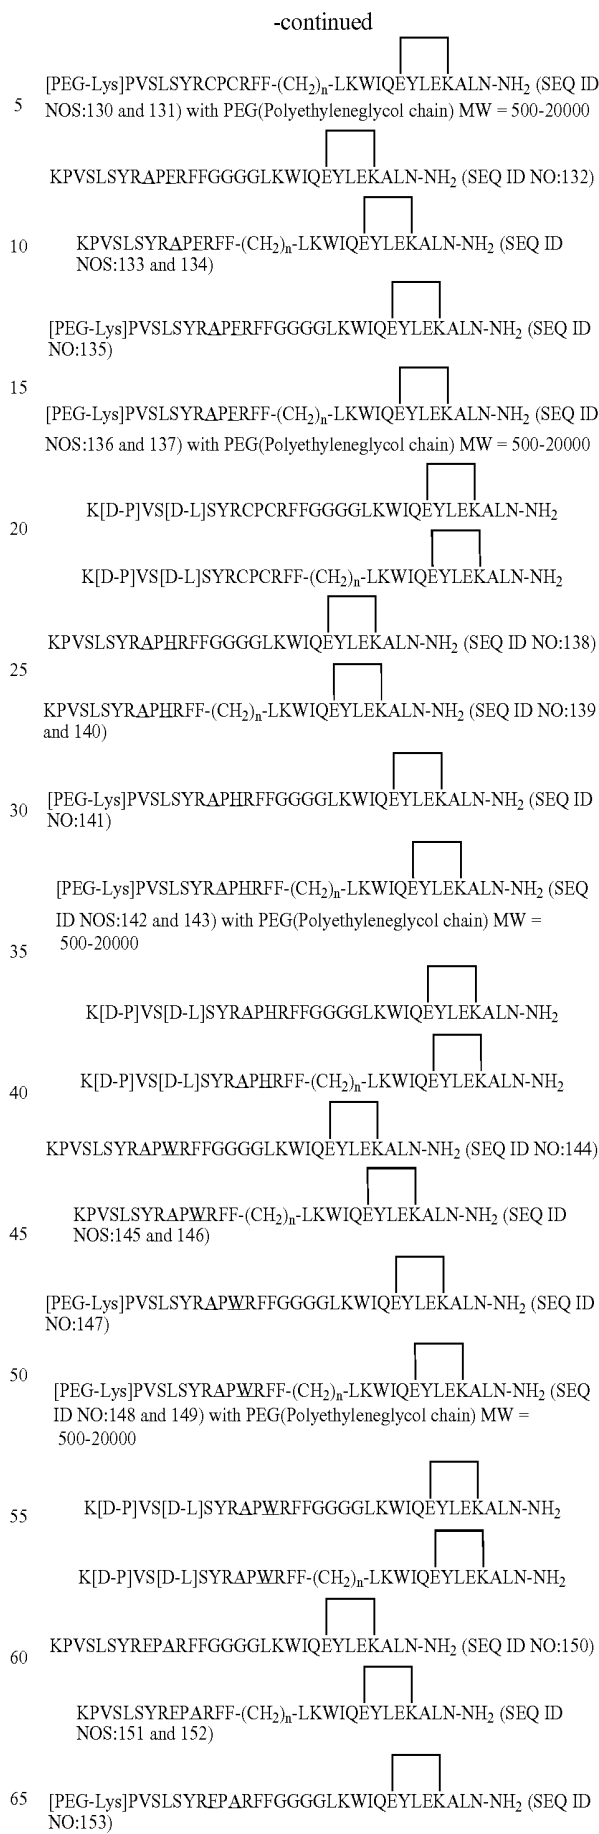 -continued
[PEG-Lys]PVSLSYRCPCRFF-(CH2)n-LKWIQEYLEKALN-NH2 (SEQ ID
5
NOS:130 and 131) with PEG(Polyethyleneglycol chain) MW = 500-20000
KPVSLSYRAPFRFFGGGGLKWIQEYLEKALN-NH2 (SEQ ID NO:132)
10
KPVSLSYRAPFRFF-(CH2)n-LKWIQEYLEKALN-NH2 (SEQ ID
NOS:133 and 134)
[PEG-Lys]PVSLSYRAPFRFFGGGGLKWIQEYLEKALN-NH2 (SEQ ID
NO:135)
15
[PEG-Lys]PVSLSYRAPFRFF-(CH2)n-LKWIQEYLEKALN-NH2 (SEQ ID
NOS:136 and 137) with PEG(Polyethyleneglycol chain) MW = 500-20000
K[D-P]VS[D-L]SYRCPCRFFGGGGLKWIQEYLEKALN-NH2
20
K[D-P]VS[D-L]SYRCPCRFF-(CH2)n-LKWIQEYLEKALN-NH2
KPVSLSYRAPHRFFGGGGLKWIQEYLEKALN-NH2 (SEQ ID NO:138)
25
KPVSLSYRAPHRFF-(CH2)n-LKWIQEYLEKALN-NH2 (SEQ ID NO:139
and 140)
[PEG-Lys]PVSLSYRAPHRFFGGGGLKWIQEYLEKALN-NH2 (SEQ ID
30
NO:141)
[PEG-Lys]PVSLSYRAPHRFF-(CH2)n-LKWIQEYLEKALN-NH2 (SEQ
ID NOS:142 and 143) with PEG(Polyethyleneglycol chain) MW =
500-20000
35
K[D-P]VS[D-L]SYRAPHRFFGGGGLKWIQEYLEKALN-NH2
K[D-P]VS[D-L]SYRAPHRFF-(CH2)n-LKWIQEYLEKALN-NH2
40
KPVSLSYRAPWRFFGGGGLKWIQEYLEKALN-NH2 (SEQ ID NO:144)
KPVSLSYRAPWRFF-(CH2)n-LKWIQEYLEKALN-NH2 (SEQ ID
45
NOS:145 and 146)
[PEG-Lys]PVSLSYRAPWRFFGGGGLKWIQEYLEKALN-NH2 (SEQ ID
NO:147)
50
[PEG-Lys]PVSLSYRAPWRFF-(CH2)n-LKWIQEYLEKALN-NH2 (SEQ
ID NO:148 and 149) with PEG(Polyethyleneglycol chain) MW =
500-20000
K[D-P]VS[D-L]SYRAPWRFFGGGGLKWIQEYLEKALN-NH2
55
K[D-P]VS[D-L]SYRAPWRFF-(CH2)n-LKWIQEYLEKALN-NH2
KPVSLSYRFPARFFGGGGLKWIQEYLEKALN-NH2 (SEQ ID NO:150)
60
KPVSLSYRFPARFF-(CH2)n-LKWIQEYLEKALN-NH2 (SEQ ID
NOS:151 and 152)
65
[PEG-Lys]PVSLSYRFPARFFGGGGLKWIQEYLEKALN-NH2 (SEQ ID
NO:153)